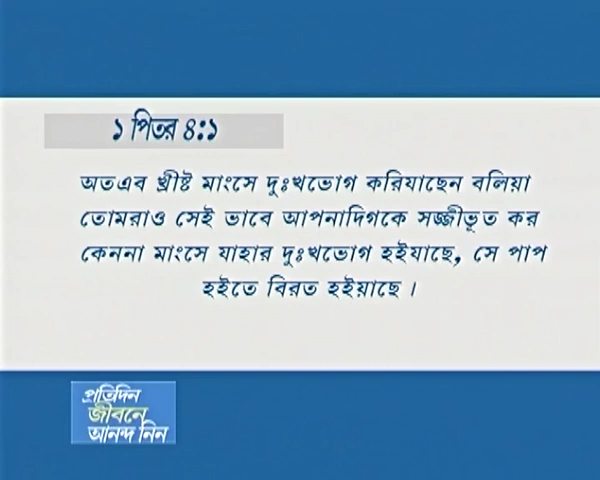 ১ পিতর ৪:১
অতএব খ্রীষ্ট মাংসে দুঃখভোগ করিযাছেন বলিয়া
তোমরাও সেই ভাবে আপনাদিগকে সজ্জীভূত কর
কেননা মাংসে যাহার দুঃখভোগ হইযাছে, সে পাপ
হইতে বিরত হইয়াছে ।
প্রতিদিন
জীবনে
আনন্দ নিন